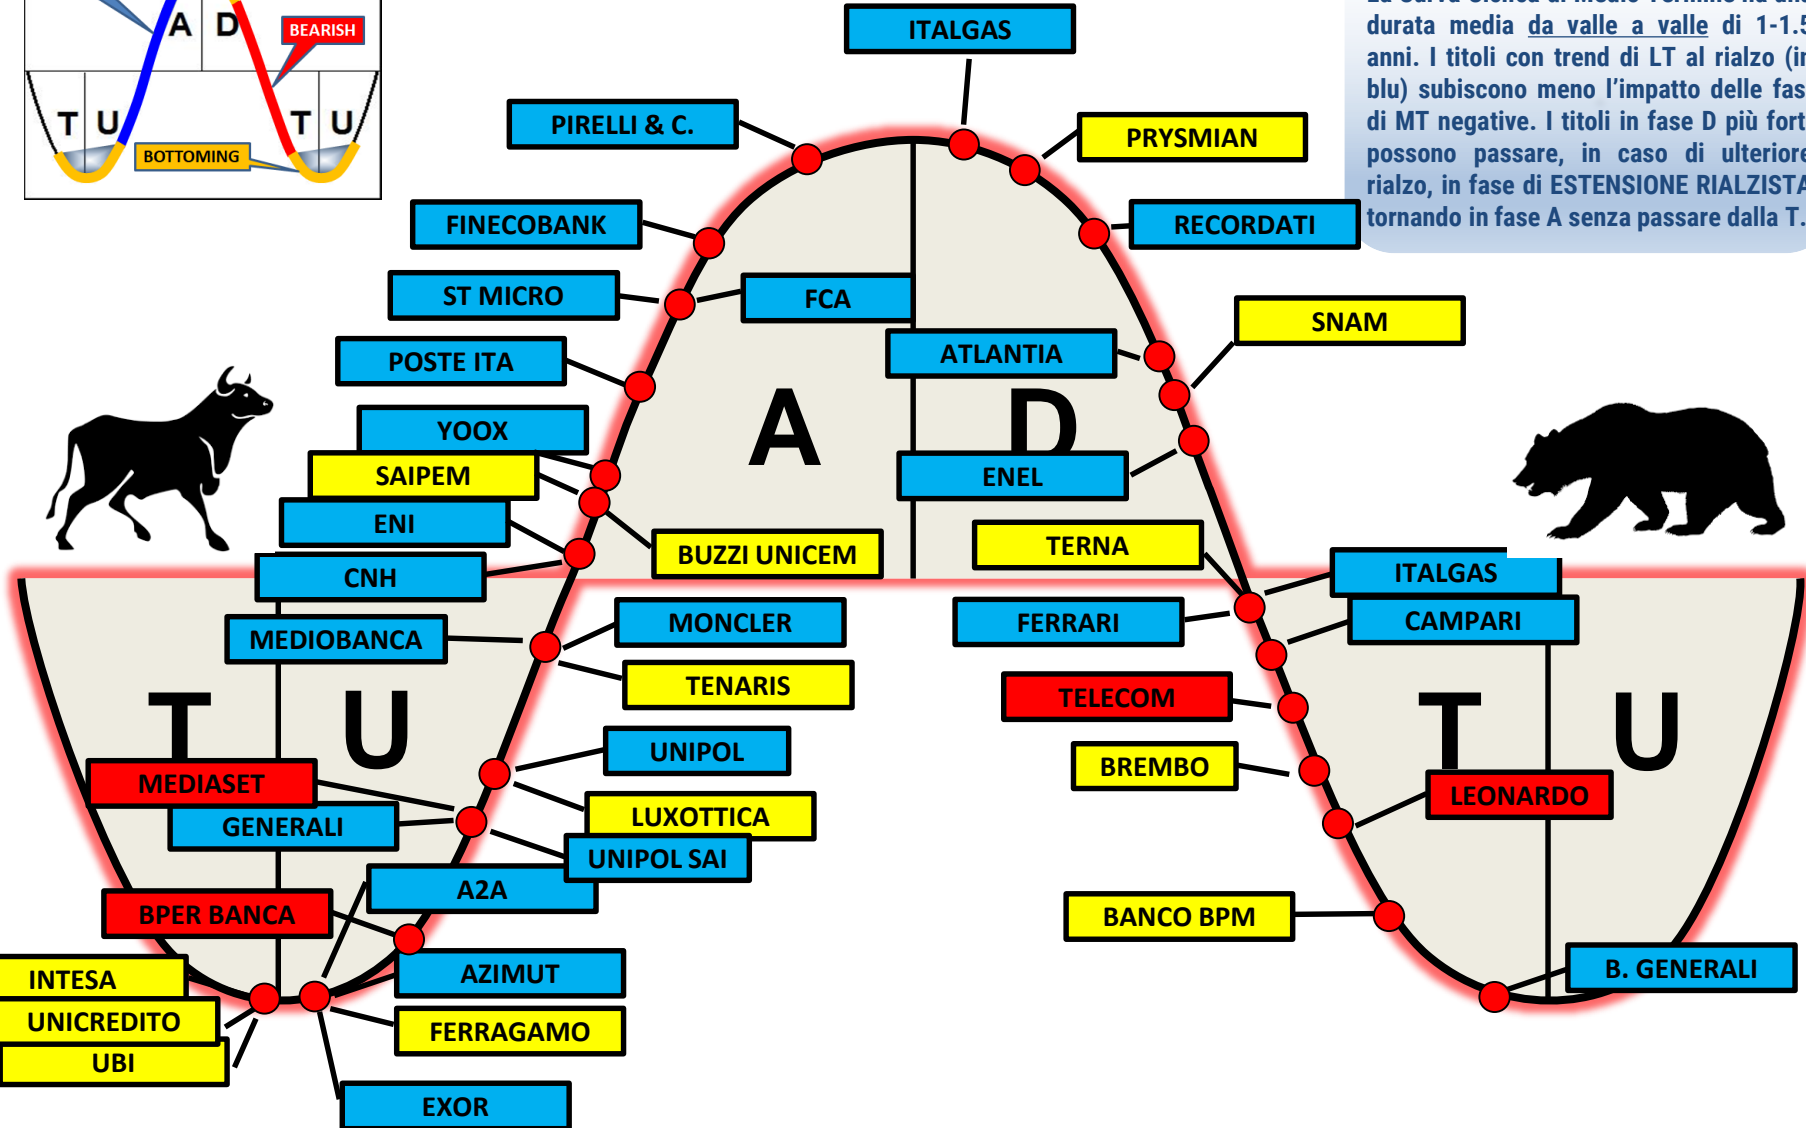 A D
BEARISH
T U
T U
BOTTOMING
durata media da valle a valle di 1-1.5
anni. I titoli con trend di LT al rialzo (in
blu) subiscono meno l'impatto delle fasi
di MT negative. I titoli in fase D più forti
possono passare, in caso di ulteriore
rialzo, in fase di ESTENSIONE RIALZISTA
tornando in fase A senza passare dalla T.
ITALGAS
PIRELLI & C.
PRYSMIAN
FINECOBANK
RECORDATI
ST MICRO
FCA
SNAM
POSTE ITA
ATLANTIA
A
D
YOOX
SAIPEM
ENEL
ENI
BUZZI UNICEM
TERNA
CNH
ITALGAS
MEDIOBANCA
MONCLER
FERRARI
CAMPARI
TENARIS
TELECOM
T
U
T
U
UNIPOL
BREMBO
MEDIASET
LEONARDO
GENERALI
LUXOTTICA
UNIPOL SAI
A2A
BPER BANCA
BANCO BPM
INTESA
AZIMUT
B. GENERALI
UNICREDITO
FERRAGAMO
UBI
EXOR